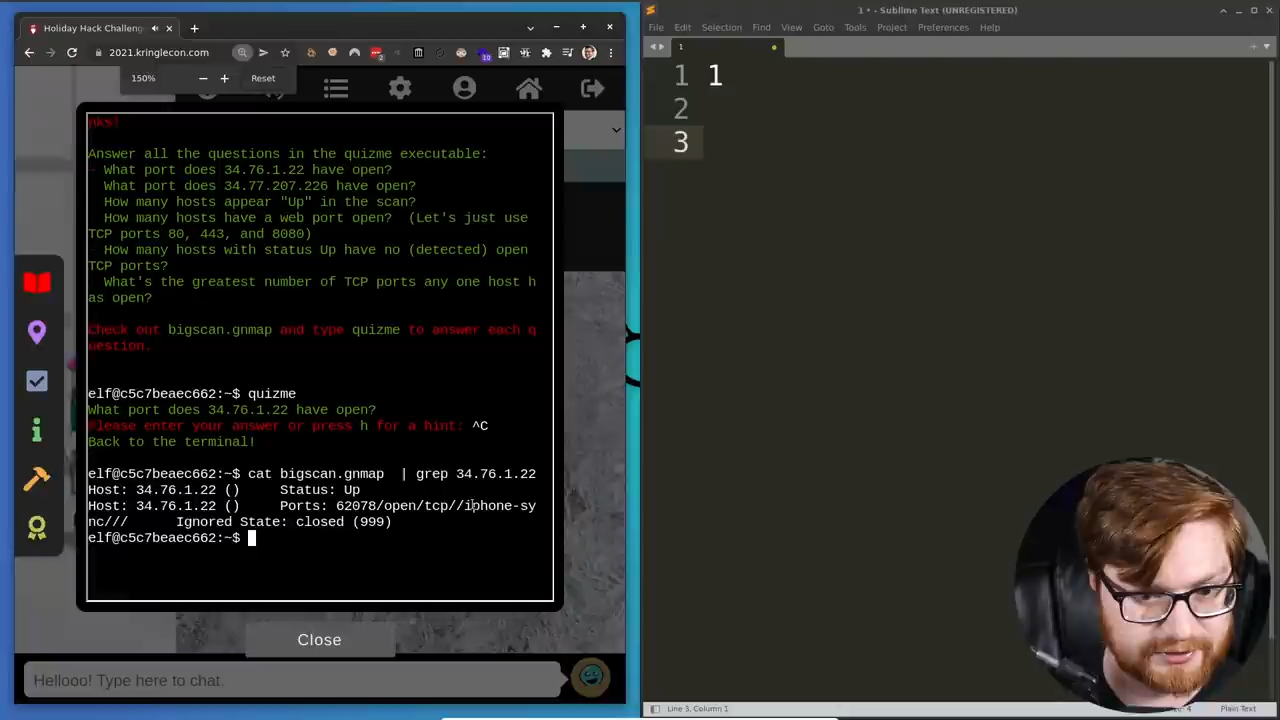 Holiday Hack Challeng
2021.kringlecon.com
2
10
150%
Reset
nks!
Answer all the questions in the quizme executable:
- What port does 34.76.1.22 have open?
What port does 34.77.207.226 have open?
How many hosts appear "Up" in the scan?
How many hosts have a web port open?  (Let's just use
TCP ports 80, 443, and 8080)
- How many hosts with status Up have no (detected) open
TCP ports?
What's the greatest number of TCP ports any one host h
as open?
Check out bigscan.gnmap and type quizme to answer each q
uestion.
elf@c5c7beaec662:~$ quizme
What port does 34.76.1.22 have open?
Please enter your answer or press h for a hint: ^C
Back to the terminal!
elf@c5c7beaec662:~$ cat bigscan.gnmap  | grep 34.76.1.22
Host: 34.76.1.22 ()     Status: Up
Host: 34.76.1.22 ()     Ports: 62078/open/tcp//iphone-sy
nc///      Ignored State: closed (999)
elf@c5c7beaec662:~$
Close
Hellooo! Type here to chat.
1 • - Sublime Text (UNREGISTERED)
File Edit Selection Find View Goto Tools Project Preferences Help
1
1 1
2
3
Line 3, Column 1
Plain Text